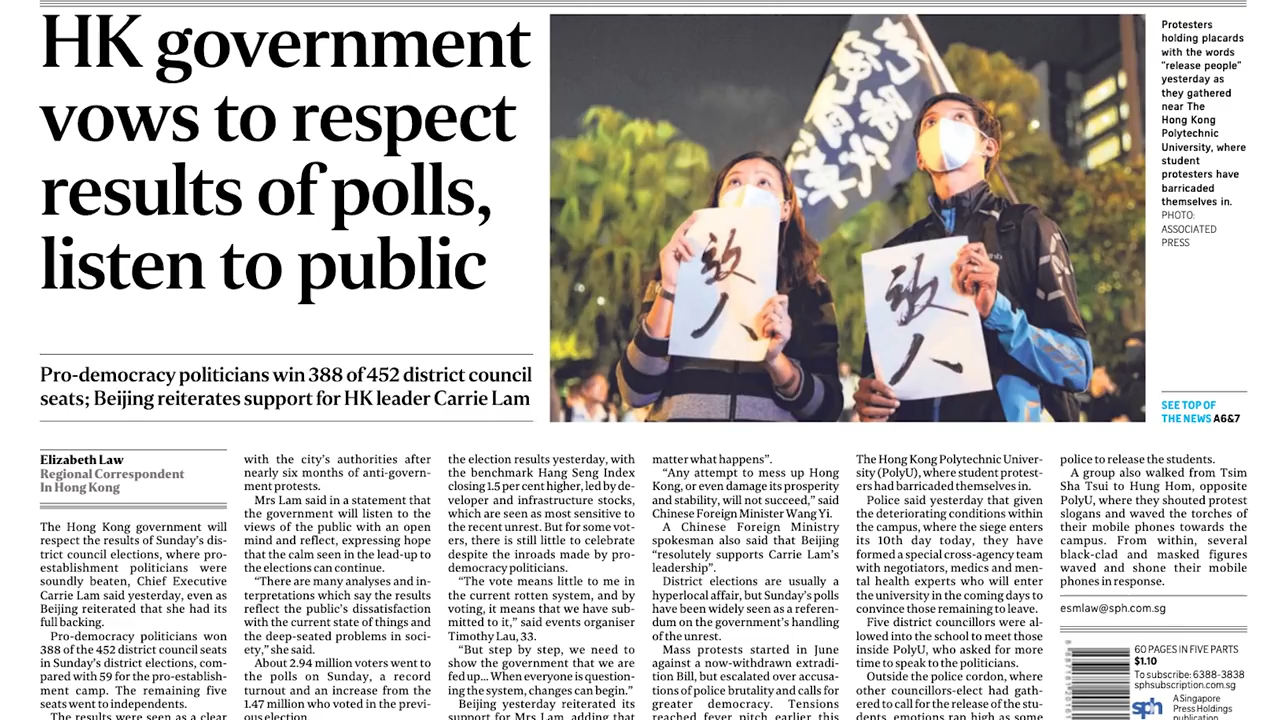 HK government
vows to respect
results of polls,
listen to public
Pro-democracy politicians win 388 of 452 district council
seats; Beijing reiterates support for HK leader Carrie Lam
放
人
放
人
Protesters
holding placards
with the words
"release people"
yesterday as
they gathered
near The
Hong Kong
Polytechnic
University, where
student
protesters have
barricaded
themselves in.
PHOTO:
ASSOCIATED
PRESS
SEE TOP OF
THE NEWS A6&7
Elizabeth Law
Regional Correspondent
In Hong Kong
The Hong Kong government will
respect the results of Sunday's dis-
trict council elections, where pro-
establishment politicians were
soundly beaten, Chief Executive
Carrie Lam said yesterday, even as
Beijing reiterated that she had its
full backing.
Pro-democracy politicians won
388 of the 452 district council seats
in Sunday's district elections, com-
pared with 59 for the pro-establish-
ment camp. The remaining five
seats went to independents.
The results were seen as a clear
with the city's authorities after
nearly six months of anti-govern-
ment protests.
Mrs Lam said in a statement that
the government will listen to the
views of the public with an open
mind and reflect, expressing hope
that the calm seen in the lead-up to
the elections can continue.
"There are many analyses and in-
terpretations which say the results
reflect the public's dissatisfaction
with the current state of things and
the deep-seated problems in soci-
ety," she said.
About 2.94 million voters went to
the polls on Sunday, a record
turnout and an increase from the
1.47 million who voted in the previ-
ous election.
the election results yesterday, with
the benchmark Hang Seng Index
closing 1.5 per cent higher, led by de-
veloper and infrastructure stocks,
which are seen as most sensitive to
the recent unrest. But for some vot-
ers, there is still little to celebrate
despite the inroads made by pro-
democracy politicians.
"The vote means little to me in
the current rotten system, and by
voting, it means that we have sub-
mitted to it," said events organiser
Timothy Lau, 33.
"But step by step, we need to
show the government that we are
fed up... When everyone is question-
ing the system, changes can begin."
Beijing yesterday reiterated its
support for Mrs Lam, adding that
matter what happens".
"Any attempt to mess up Hong
Kong, or even damage its prosperity
and stability, will not succeed," said
Chinese Foreign Minister Wang Yi.
A Chinese Foreign Ministry
spokesman also said that Beijing
"resolutely supports Carrie Lam's
leadership".
District elections are usually a
hyperlocal affair, but Sunday's polls
have been widely seen as a referen-
dum on the government's handling
of the unrest.
Mass protests started in June
against a now-withdrawn extradi-
tion Bill, but escalated over accusa-
tions of police brutality and calls for
greater democracy. Tensions
reached fever pitch earlier this
The Hong Kong Polytechnic Univer-
sity (PolyU), where student protest-
ers had barricaded themselves in.
Police said yesterday that given
the deteriorating conditions within
the campus, where the siege enters
its 10th day today, they have
formed a special cross-agency team
with negotiators, medics and men-
tal health experts who will enter
the university in the coming days to
convince those remaining to leave.
Five district councillors were al-
lowed into the school to meet those
inside PolyU, who asked for more
time to speak to the politicians.
Outside the police cordon, where
other councillors-elect had gath-
ered to call for the release of the stu-
dents, emotions ran high as some
police to release the students.
A group also walked from Tsim
Sha Tsui to Hung Hom, opposite
PolyU, where they shouted protest
slogans and waved the torches of
their mobile phones towards the
campus. From within, several
black-clad and masked figures
waved and shone their mobile
phones in response.
esmlaw@sph.com.sg
60 PAGES IN FIVE PARTS
$1.10
To subscribe: 6388-3838
sphsubscription.com.sg
sph
A Singapore
Press Holdings
publication